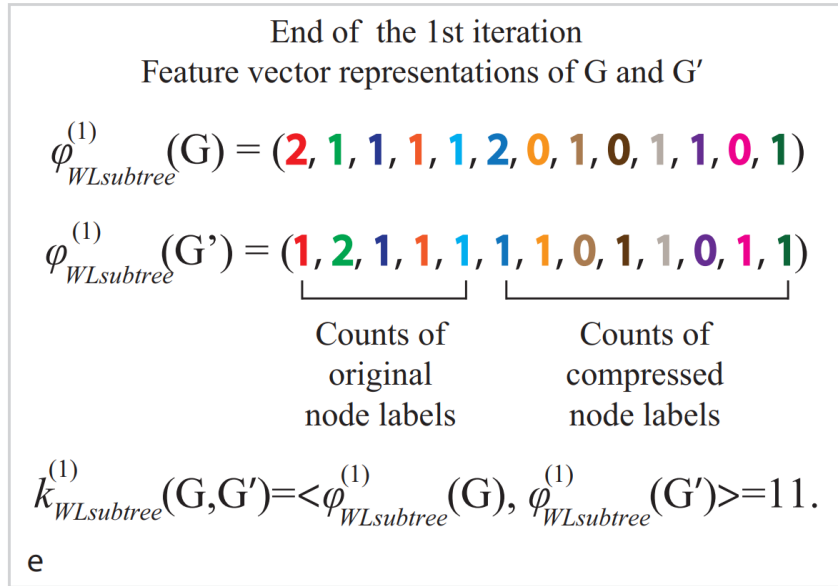 End of the 1st iteration
Feature vector representations of G and G′
φ(1)WLsubtree(G) = (2, 1, 1, 1, 1, 2, 0, 1, 0, 1, 1, 0, 1)
φ(1)WLsubtree(G’) = (1, 2, 1, 1, 1, 1, 1, 0, 1, 1, 0, 1, 1)
Counts of original node labels
Counts of compressed node labels
k(1)WLsubtree(G,G′)=<φ(1)WLsubtree(G), φ(1)WLsubtree(G′)>=11.
e